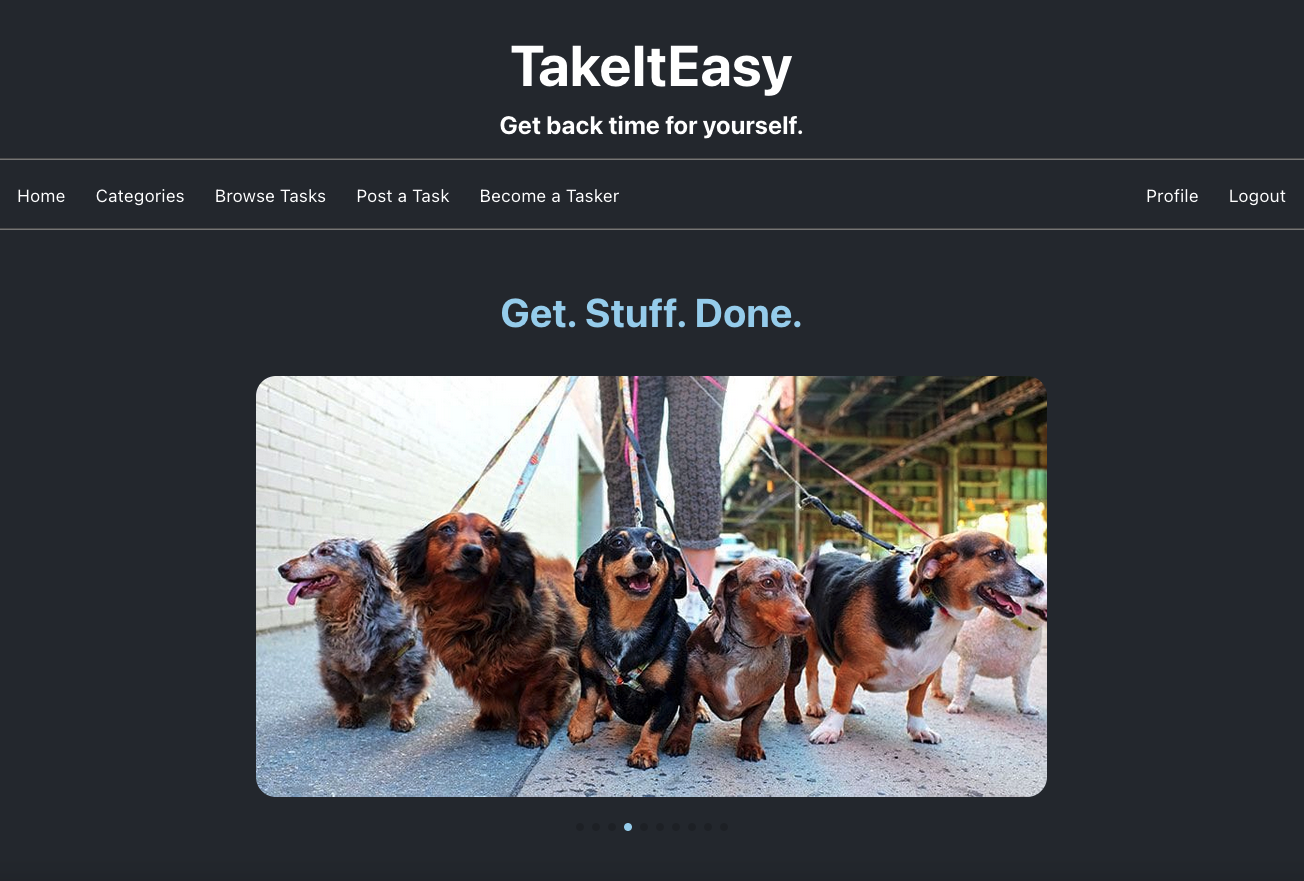 TakeItEasy
Get back time for yourself.
Home Categories Browse Tasks Post a Task Become a Tasker Profile Logout
Get. Stuff. Done.